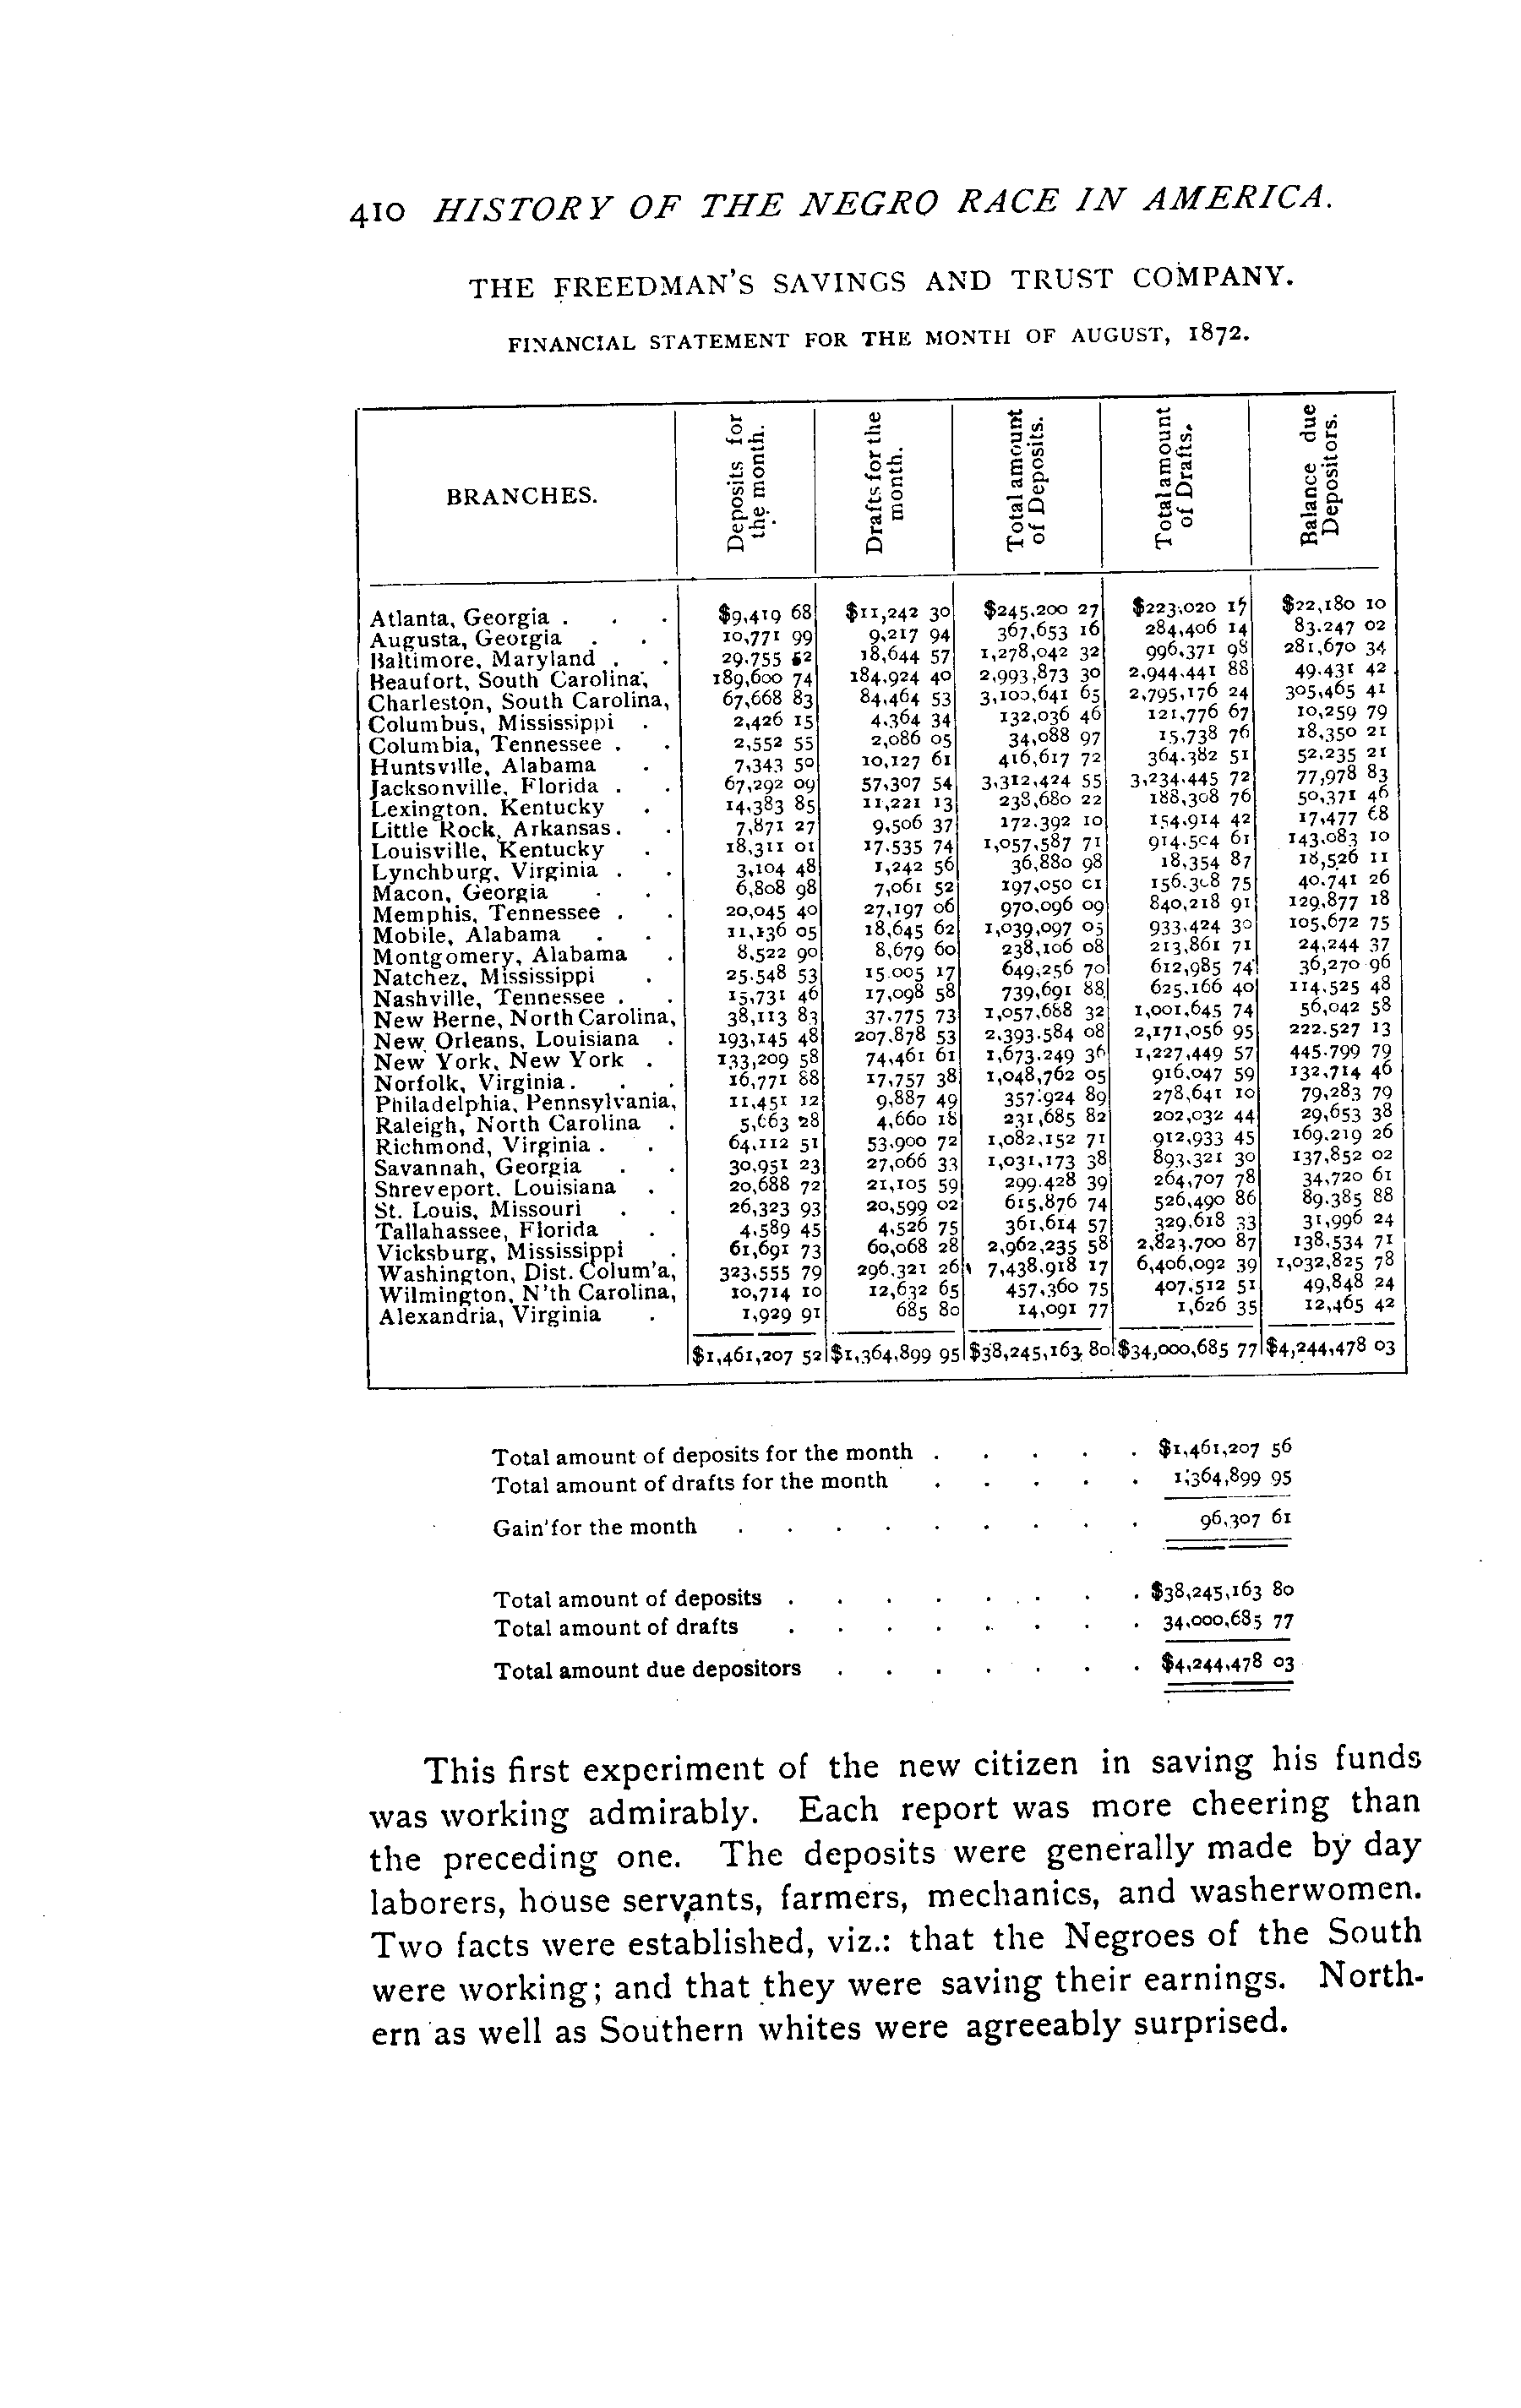 410 HISTORY OF THE NEGRO RACE IN AMERICA.
THE FREEDMAN'S SAVINGS AND TRUST COMPANY.
FINANCIAL STATEMENT FOR THE MONTH OF AUGUST, 1872.
BRANCHES. Deposits for the month. Drafts for the month. Total amount of Deposits. Total amount of Drafts. Balance due Depositors.
Atlanta, Georgia . . . $9,419 68 $11,242 30 $245,200 27 $223,020 17 $22,180 10
Augusta, Georgia . . 10,771 99 9,217 94 367,653 16 284,406 14 83,247 02
Baltimore, Maryland . . 29,755 52 18,644 57 1,278,042 32 996,371 98 281,670 34
Beaufort, South Carolina, 189,600 74 184,924 40 2,993,873 30 2,944,441 88 49,431 42
Charleston, South Carolina, 67,668 83 84,464 53 3,100,641 65 2,795,176 24 305,465 41
Columbus, Mississippi . 2,426 15 4,364 34 132,036 46 121,776 67 10,259 79
Columbia, Tennessee . . 2,552 55 2,086 05 34,088 97 15,738 76 18,350 21
Huntsville, Alabama . 7,343 50 10,127 61 416,617 72 364,382 51 52,235 21
Jacksonville, Florida . . 67,292 09 57,307 54 3,312,424 55 3,234,445 72 77,978 83
Lexington, Kentucky . 14,383 85 11,221 13 238,680 22 188,308 76 50,371 46
Little Rock, Arkansas . . 7,871 27 9,506 37 172,392 10 154,914 42 17,477 68
Louisville, Kentucky . 18,311 01 17,535 74 1,057,587 71 914,504 61 143,083 10
Lynchburg, Virginia . . 3,104 48 1,242 56 36,880 98 18,354 87 18,526 11
Macon, Georgia . . 6,808 98 7,061 52 197,050 01 156,308 75 40,741 26
Memphis, Tennessee . . 20,045 40 27,197 06 970,096 09 840,218 91 129,877 18
Mobile, Alabama . . 11,136 05 18,645 62 1,039,097 05 933,424 30 105,672 75
Montgomery, Alabama . 8,522 90 8,679 60 238,106 08 213,861 71 24,244 37
Natchez, Mississippi . 25,548 53 15,005 17 649,256 70 612,985 74 36,270 96
Nashville, Tennessee . . 15,731 46 17,098 58 739,691 88 625,166 40 114,525 48
New Berne, North Carolina, 38,113 83 37,775 73 1,057,688 32 1,001,645 74 56,042 58
New Orleans, Louisiana . 193,145 48 207,878 53 2,393,584 08 2,171,056 95 222,527 13
New York, New York . 133,209 58 74,461 61 1,673,249 36 1,227,449 57 445,799 79
Norfolk, Virginia . . . 16,771 88 17,757 38 1,048,762 05 916,047 59 132,714 46
Philadelphia, Pennsylvania, 11,451 12 9,887 49 357,924 89 278,641 10 79,283 79
Raleigh, North Carolina . 5,663 28 4,660 18 231,685 82 202,032 44 29,653 38
Richmond, Virginia . . 64,112 51 53,900 72 1,082,152 71 912,933 45 169,219 26
Savannah, Georgia . . 30,951 23 27,066 33 1,031,173 38 893,321 30 137,852 02
Shreveport, Louisiana . 20,688 72 21,105 59 299,428 39 264,707 78 34,720 61
St. Louis, Missouri . . 26,323 93 20,599 02 615,876 74 526,490 86 89,385 88
Tallahassee, Florida . 4,589 45 4,526 75 361,614 57 329,618 33 31,996 24
Vicksburg, Mississippi . 61,691 73 60,068 28 2,962,235 58 2,823,700 87 138,534 71
Washington, Dist. Colum'a, 323,555 79 296,321 26 7,438,918 17 6,406,092 39 1,032,825 78
Wilmington, N'th Carolina, 10,714 10 12,632 65 457,360 75 407,512 51 49,848 24
Alexandria, Virginia . 1,929 91 685 80 14,091 77 1,626 35 12,465 42
$1,461,207 52 $1,364,899 95 $38,245,163 80 $34,000,685 77 $4,244,478 03
Total amount of deposits for the month . . . . . $1,461,207 56
Total amount of drafts for the month . . . . . 1,364,899 95
Gain for the month . . . . . . . . . 96,307 61
Total amount of deposits . . . . . . . . $38,245,163 80
Total amount of drafts . . . . . . . . 34,000,685 77
Total amount due depositors . . . . . . . $4,244,478 03
This first experiment of the new citizen in saving his funds
was working admirably. Each report was more cheering than
the preceding one. The deposits were generally made by day
laborers, house servants, farmers, mechanics, and washerwomen.
Two facts were established, viz.: that the Negroes of the South
were working; and that they were saving their earnings. North-
ern as well as Southern whites were agreeably surprised.